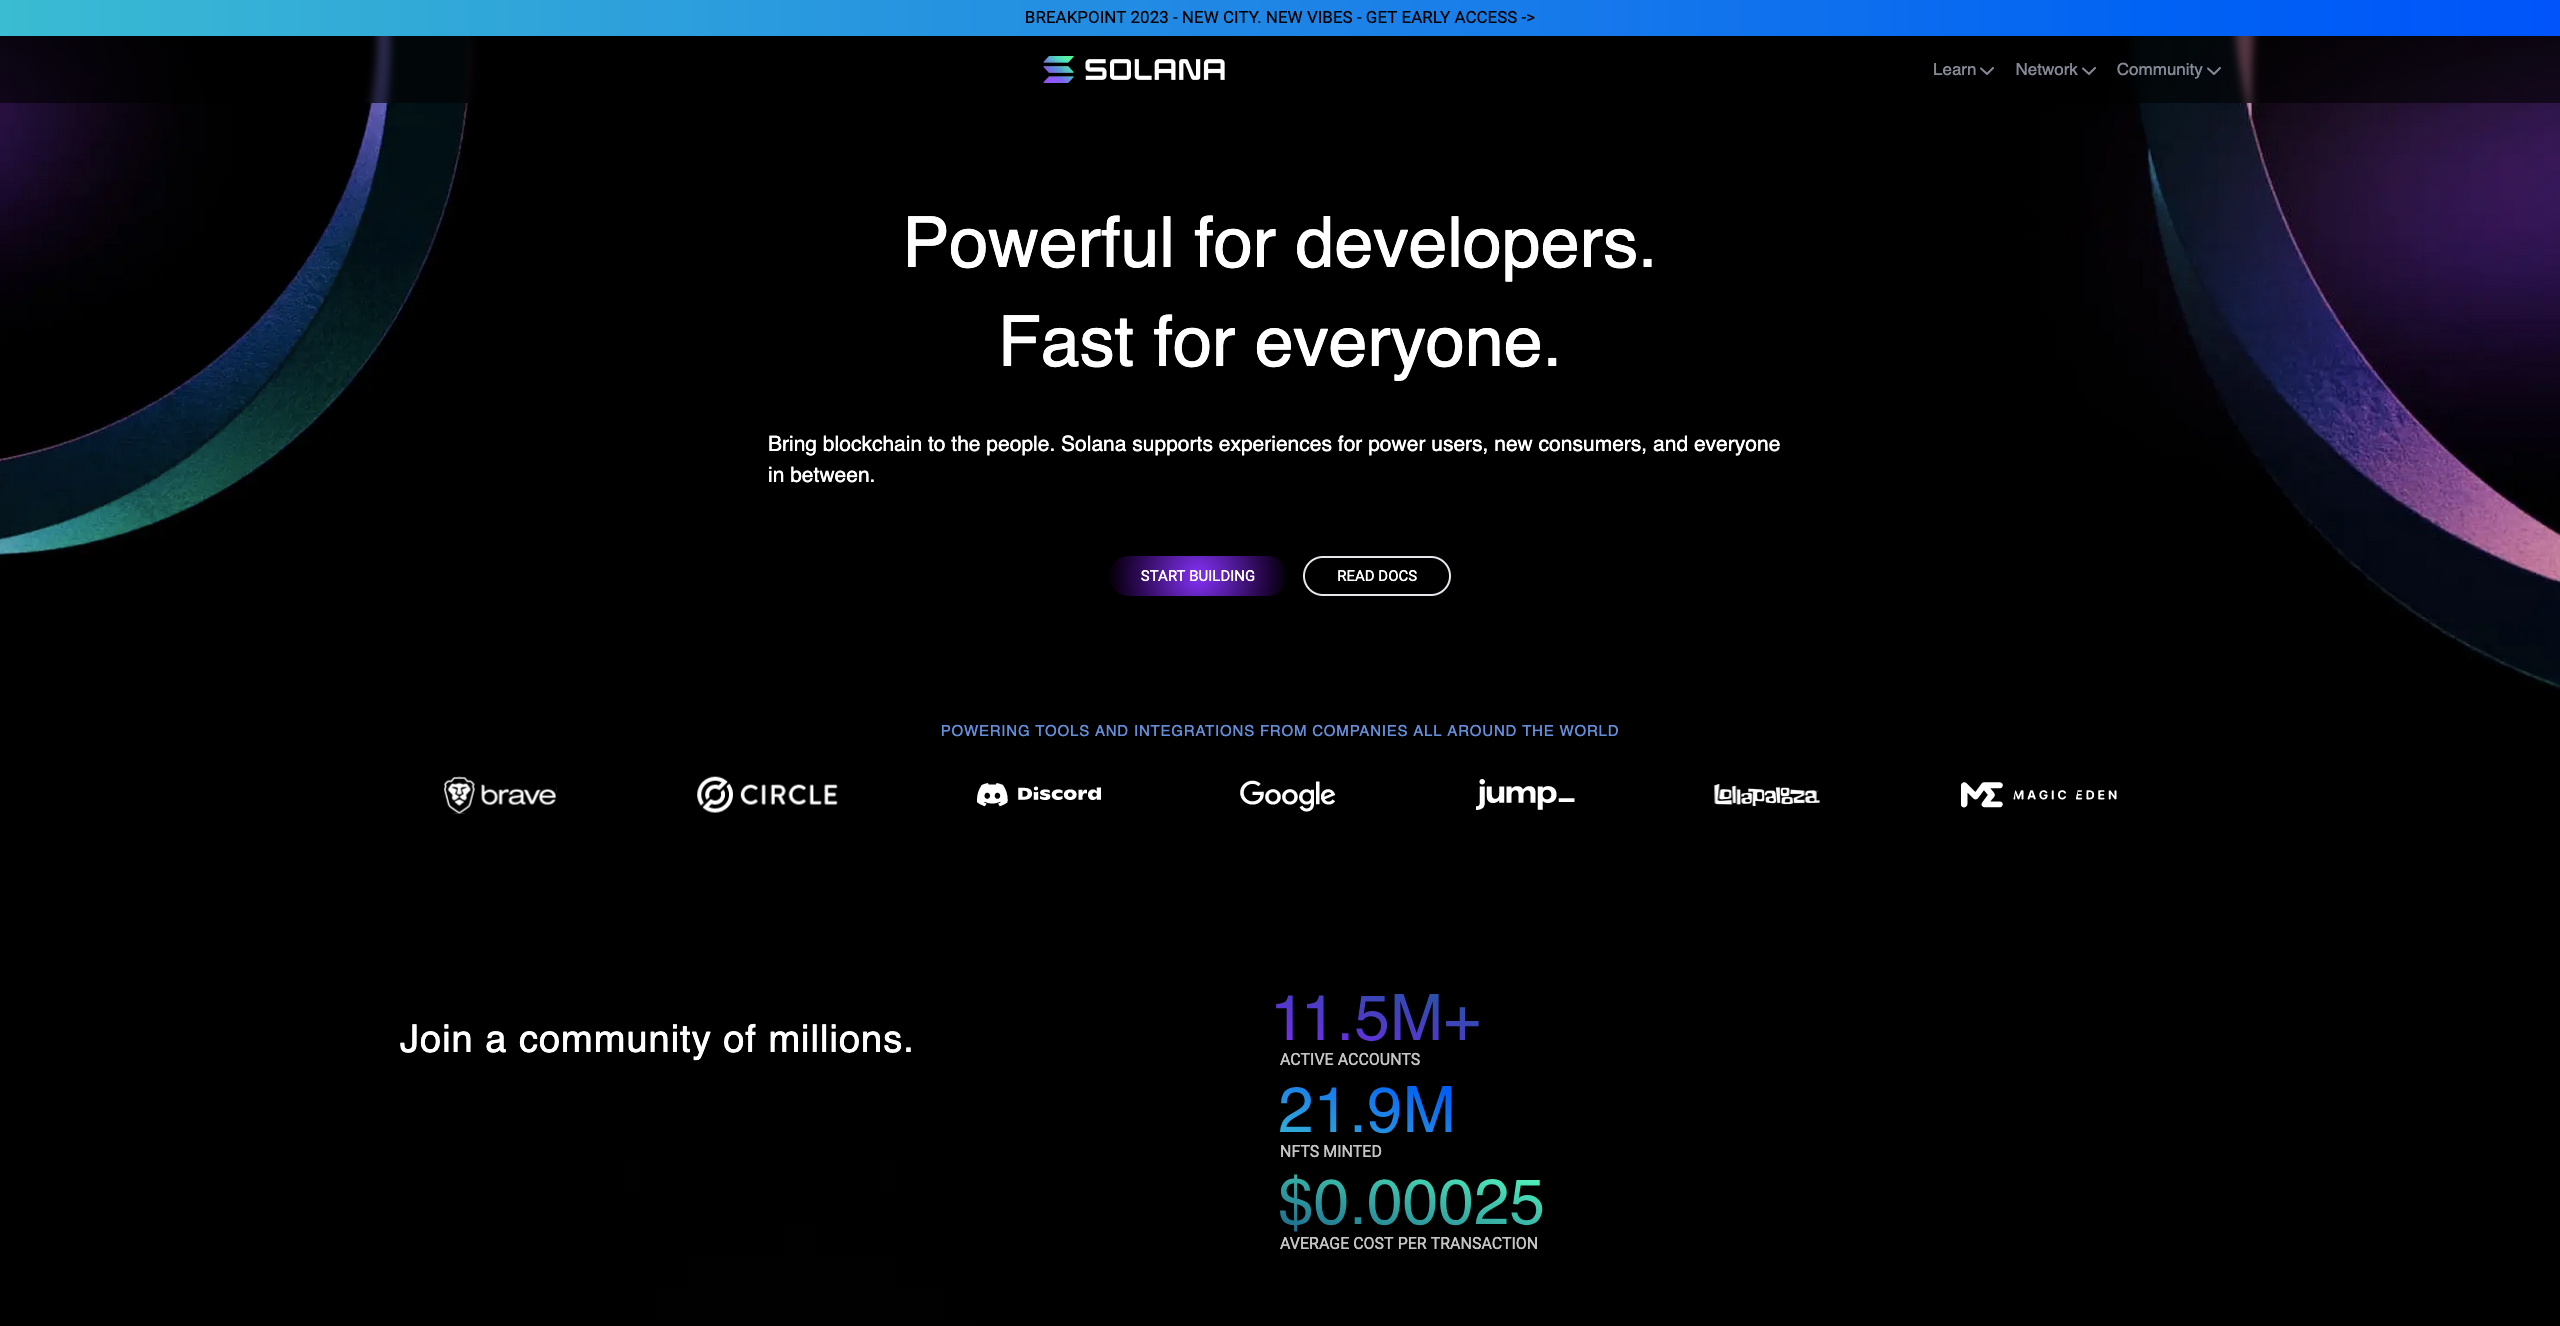 BREAKPOINT 2023 - NEW CITY. NEW VIBES - GET EARLY ACCESS ->
SOLANA
Learn
Network
Community
Powerful for developers.
Fast for everyone.
Bring blockchain to the people. Solana supports experiences for power users, new consumers, and everyone
in between.
START BUILDING
READ DOCS
POWERING TOOLS AND INTEGRATIONS FROM COMPANIES ALL AROUND THE WORLD
brave
CIRCLE
Discord
Google
jump_
Lollapalooza
ME MAGIC EDEN
Join a community of millions.
11.5M+
ACTIVE ACCOUNTS
21.9M
NFTS MINTED
$0.00025
AVERAGE COST PER TRANSACTION